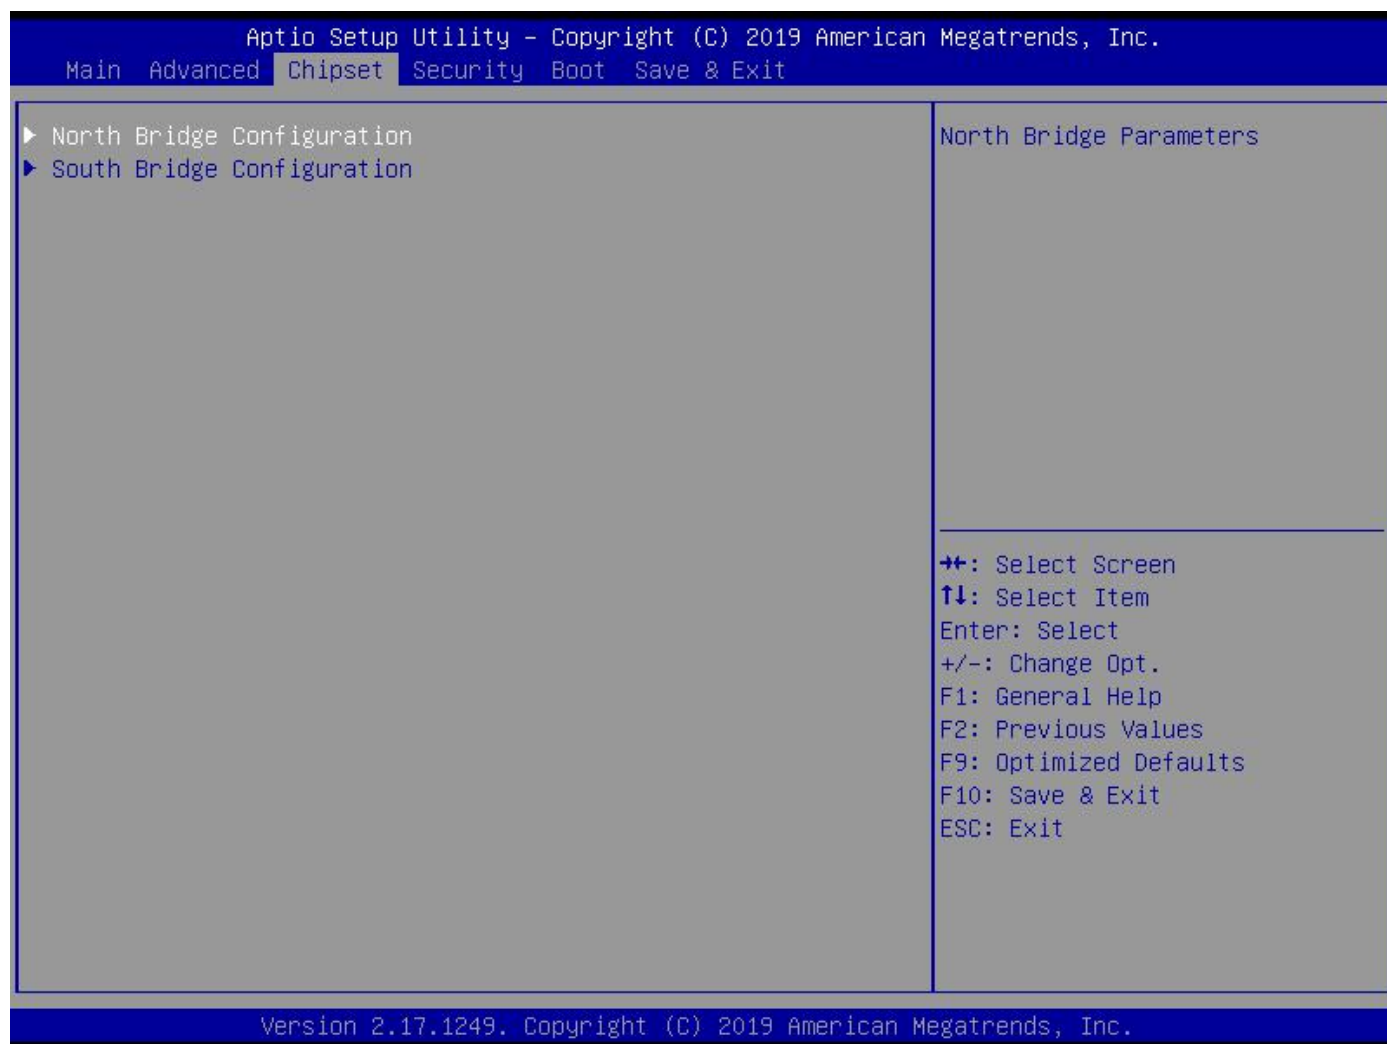 Aptio Setup Utility – Copyright (C) 2019 American Megatrends, Inc.
Main Advanced Chipset Security Boot Save & Exit
► North Bridge Configuration
► South Bridge Configuration
North Bridge Parameters
→←: Select Screen
↑↓: Select Item
Enter: Select
+/-: Change Opt.
F1: General Help
F2: Previous Values
F9: Optimized Defaults
F10: Save & Exit
ESC: Exit
Version 2.17.1249. Copyright (C) 2019 American Megatrends, Inc.